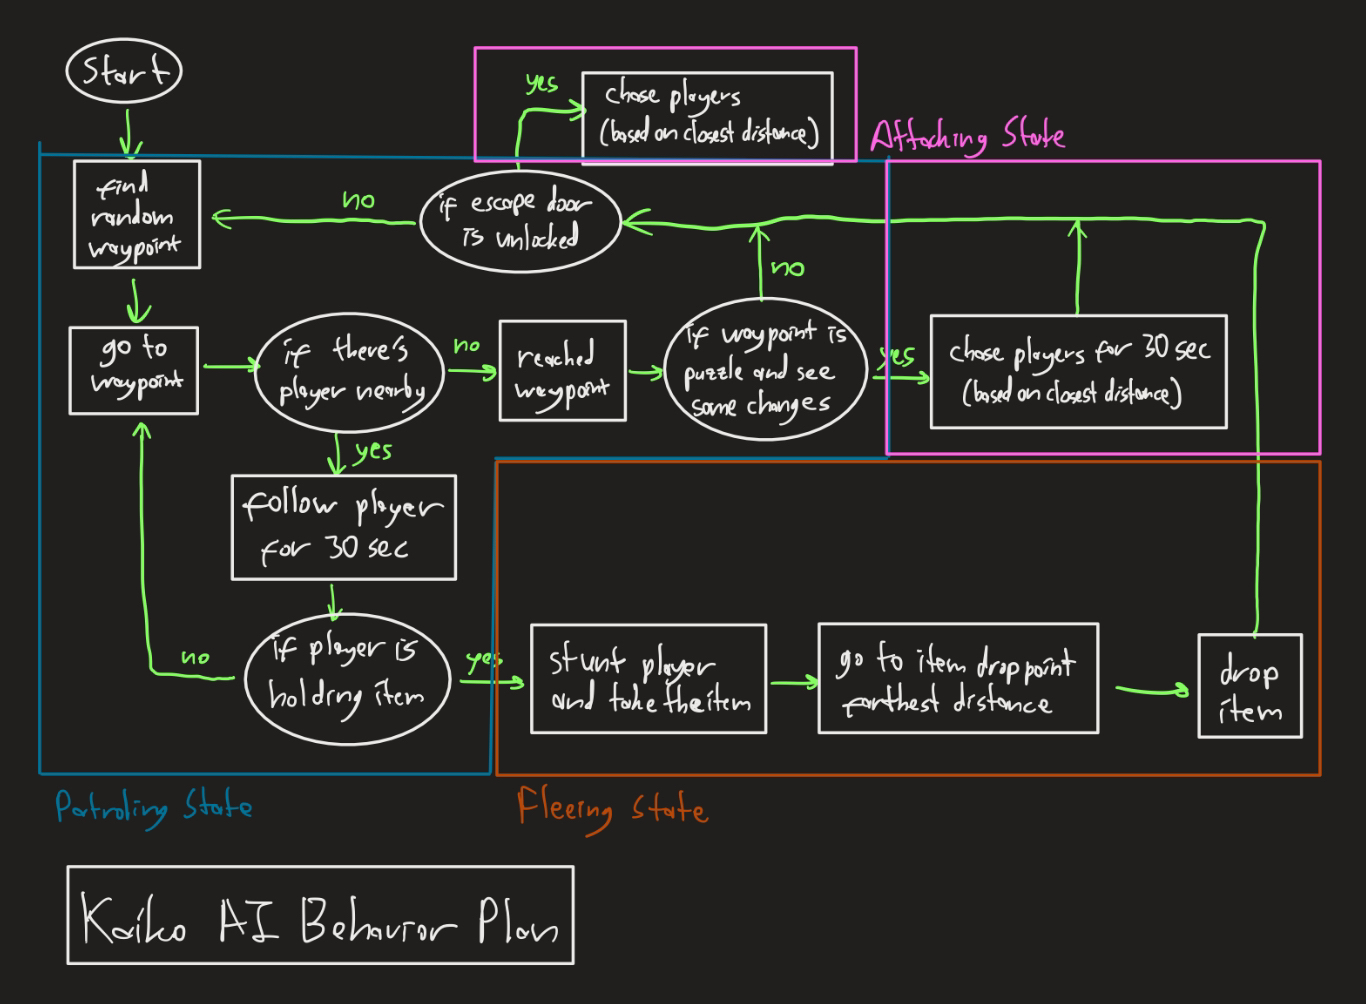 Start
yes
chase players
(based on closest distance)
Attacking State
find
random
waypoint
no
if escape door
is unlocked
no
go to
waypoint
if there's
player nearby
no
reached
waypoint
if waypoint is
puzzle and see
some changes
yes
chase players for 30 sec
(based on closest distance)
yes
follow player
for 30 sec
no
if player is
holding item
yes
stunt player
and take the item
go to item drop point
farthest distance
drop
item
Patroling State
Fleeing State
Kaiko AI Behavior Plan